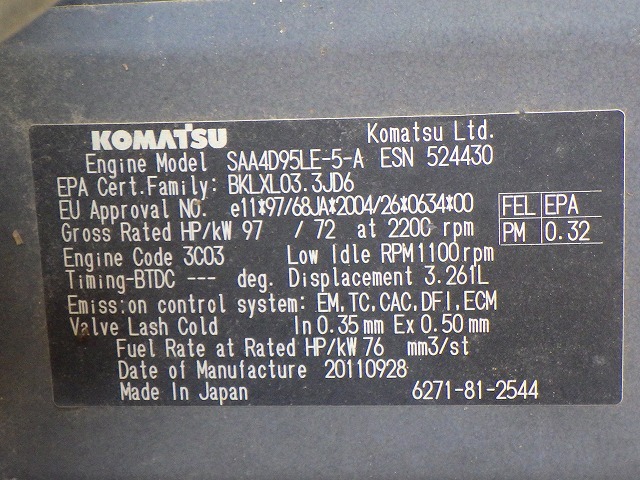 KOMATSU Komatsu Ltd.
Engine Model SAA4D95LE-5-A ESN 524430
EPA Cert.Family: BKLXL03.3JD6
EU Approval NO. e11*97/68JA*2004/26*0634*00
FEL EPA
Gross Rated HP/kW 97 / 72 at 2200 rpm
PM 0.32
Engine Code 3C03 Low Idle RPM 1100 rpm
Timing-BTDC --- deg. Displacement 3.261L
Emission control system: EM,TC,CAC,DFI,ECM
Valve Lash Cold In 0.35 mm Ex 0.50 mm
Fuel Rate at Rated HP/kW 76 mm3/st
Date of Manufacture 20110928
Made In Japan 6271-81-2544